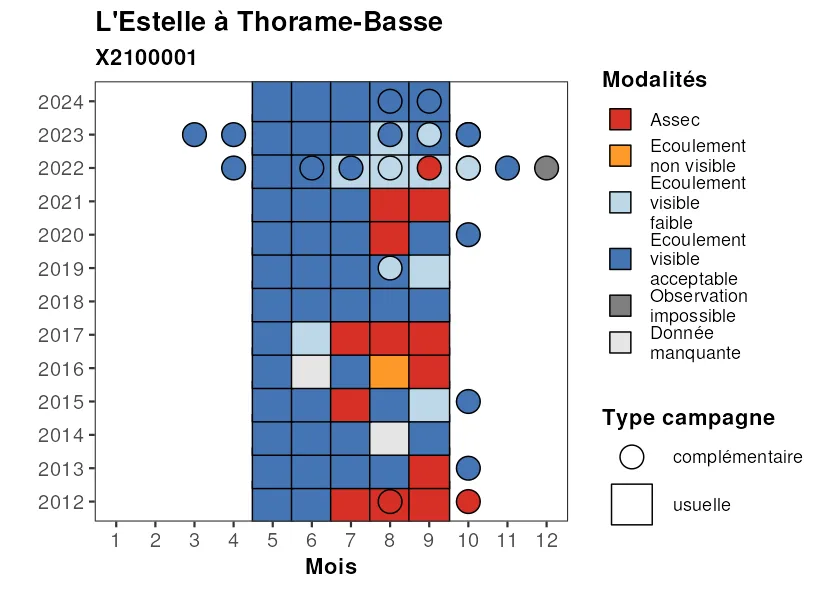 L'Estelle à Thorame-Basse
X2100001
2024
2023
2022
2021
2020
2019
2018
2017
2016
2015
2014
2013
2012
1 2 3 4 5 6 7 8 9 10 11 12
Mois
Modalités
Assec
Ecoulement
non visible
Ecoulement
visible
faible
Ecoulement
visible
acceptable
Observation
impossible
Donnée
manquante
Type campagne
complémentaire
usuelle